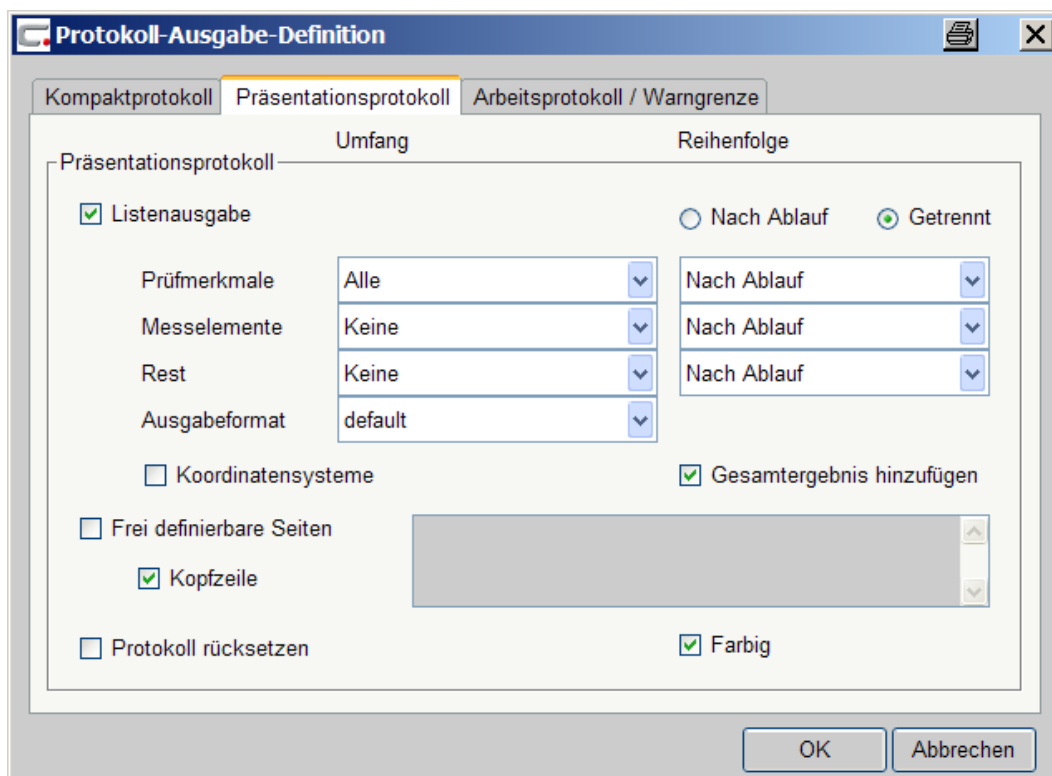 Protokoll-Ausgabe-Definition
Kompaktprotokoll Präsentationsprotokoll Arbeitsprotokoll / Warngrenze
Umfang Reihenfolge
Präsentationsprotokoll
Listenausgabe Nach Ablauf Getrennt
Prüfmerkmale Alle Nach Ablauf
Messelemente Keine Nach Ablauf
Rest Keine Nach Ablauf
Ausgabeformat default
Koordinatensysteme Gesamtergebnis hinzufügen
Frei definierbare Seiten
Kopfzeile
Protokoll rücksetzen Farbig
OK Abbrechen